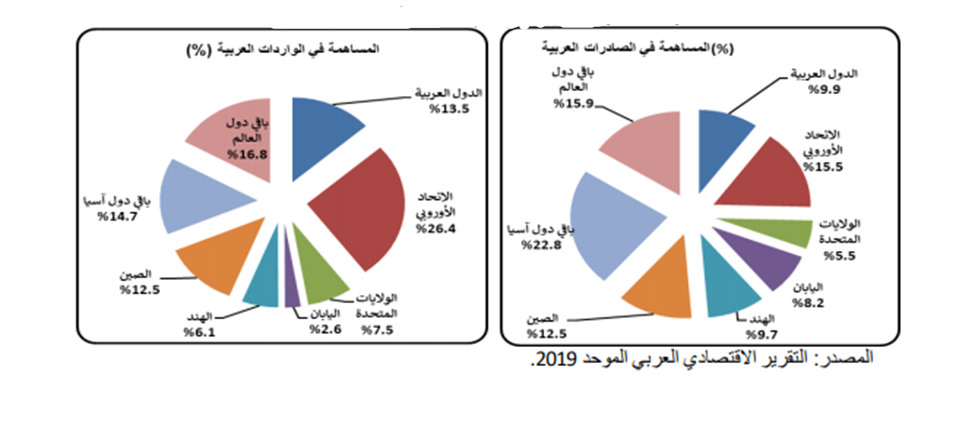 المساهمة في الصادرات العربية (%)
الدول العربية
%9.9
الاتحاد
الأوروبي
%15.5
الولايات
المتحدة
%5.5
اليابان
%8.2
الهند
%9.7
الصين
%12.5
باقي دول آسيا
%22.8
باقي دول
العالم
%15.9
المساهمة في الواردات العربية (%)
الدول العربية
%13.5
الاتحاد
الأوروبي
%26.4
الولايات
المتحدة
%7.5
اليابان
%2.6
الهند
%6.1
الصين
%12.5
باقي دول آسيا
%14.7
باقي دول
العالم
%16.8
المصدر: التقرير الاقتصادي العربي الموحد 2019.